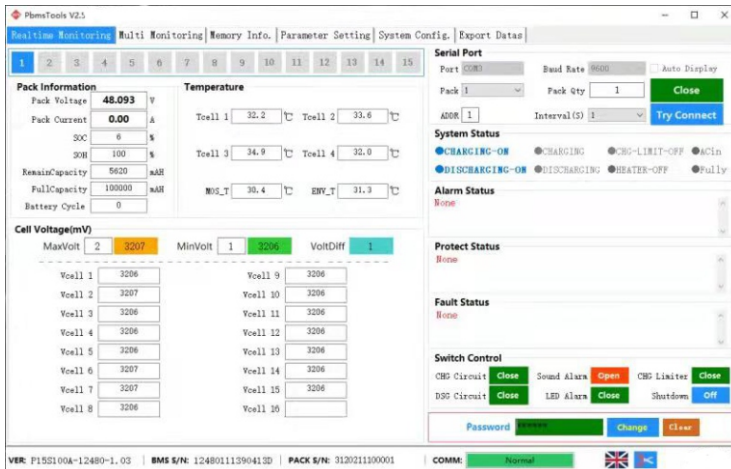 PbmsTools V2.5
Realtime Monitoring Multi Monitoring Memory Info. Parameter Setting System Config. Export Datas
1 2 3 4 5 6 7 8 9 10 11 12 13 14 15
Pack Information
Pack Voltage 48.093 V
Pack Current 0.00 A
SOC 6 %
SOH 100 %
RemainCapacity 5620 mAH
FullCapacity 100000 mAH
Battery Cycle 0
Temperature
Tcell 1 32.2 ℃ Tcell 2 33.6 ℃
Tcell 3 34.9 ℃ Tcell 4 32.0 ℃
MOS_T 30.4 ℃ ENV_T 31.3 ℃
Cell Voltage(mV)
MaxVolt 2 3207 MinVolt 1 3206 VoltDiff 1
Vcell 1 3206 Vcell 9 3206
Vcell 2 3207 Vcell 10 3206
Vcell 3 3206 Vcell 11 3206
Vcell 4 3206 Vcell 12 3206
Vcell 5 3206 Vcell 13 3206
Vcell 6 3207 Vcell 14 3206
Vcell 7 3207 Vcell 15 3206
Vcell 8 3206 Vcell 16
Serial Port
Port COM3 Baud Rate 9600 Auto Display
Pack 1 Pack Qty 1 Close
ADDR 1 Interval(S) 1 Try Connect
System Status
CHARGING-ON CHARGING CHG-LIMIT-OFF ACin
DISCHARGING-ON DISCHARGING HEATER-OFF Fully
Alarm Status
None
Protect Status
None
Fault Status
None
Switch Control
CHG Circuit Close Sound Alarm Open CHG Limiter Close
DSG Circuit Close LED Alarm Close Shutdown Off
Password ****** Change Clear
VER: P15S100A-12480-1.03 BMS S/N: 1248011390413D PACK S/N: 3120211100001 COMM: Normal